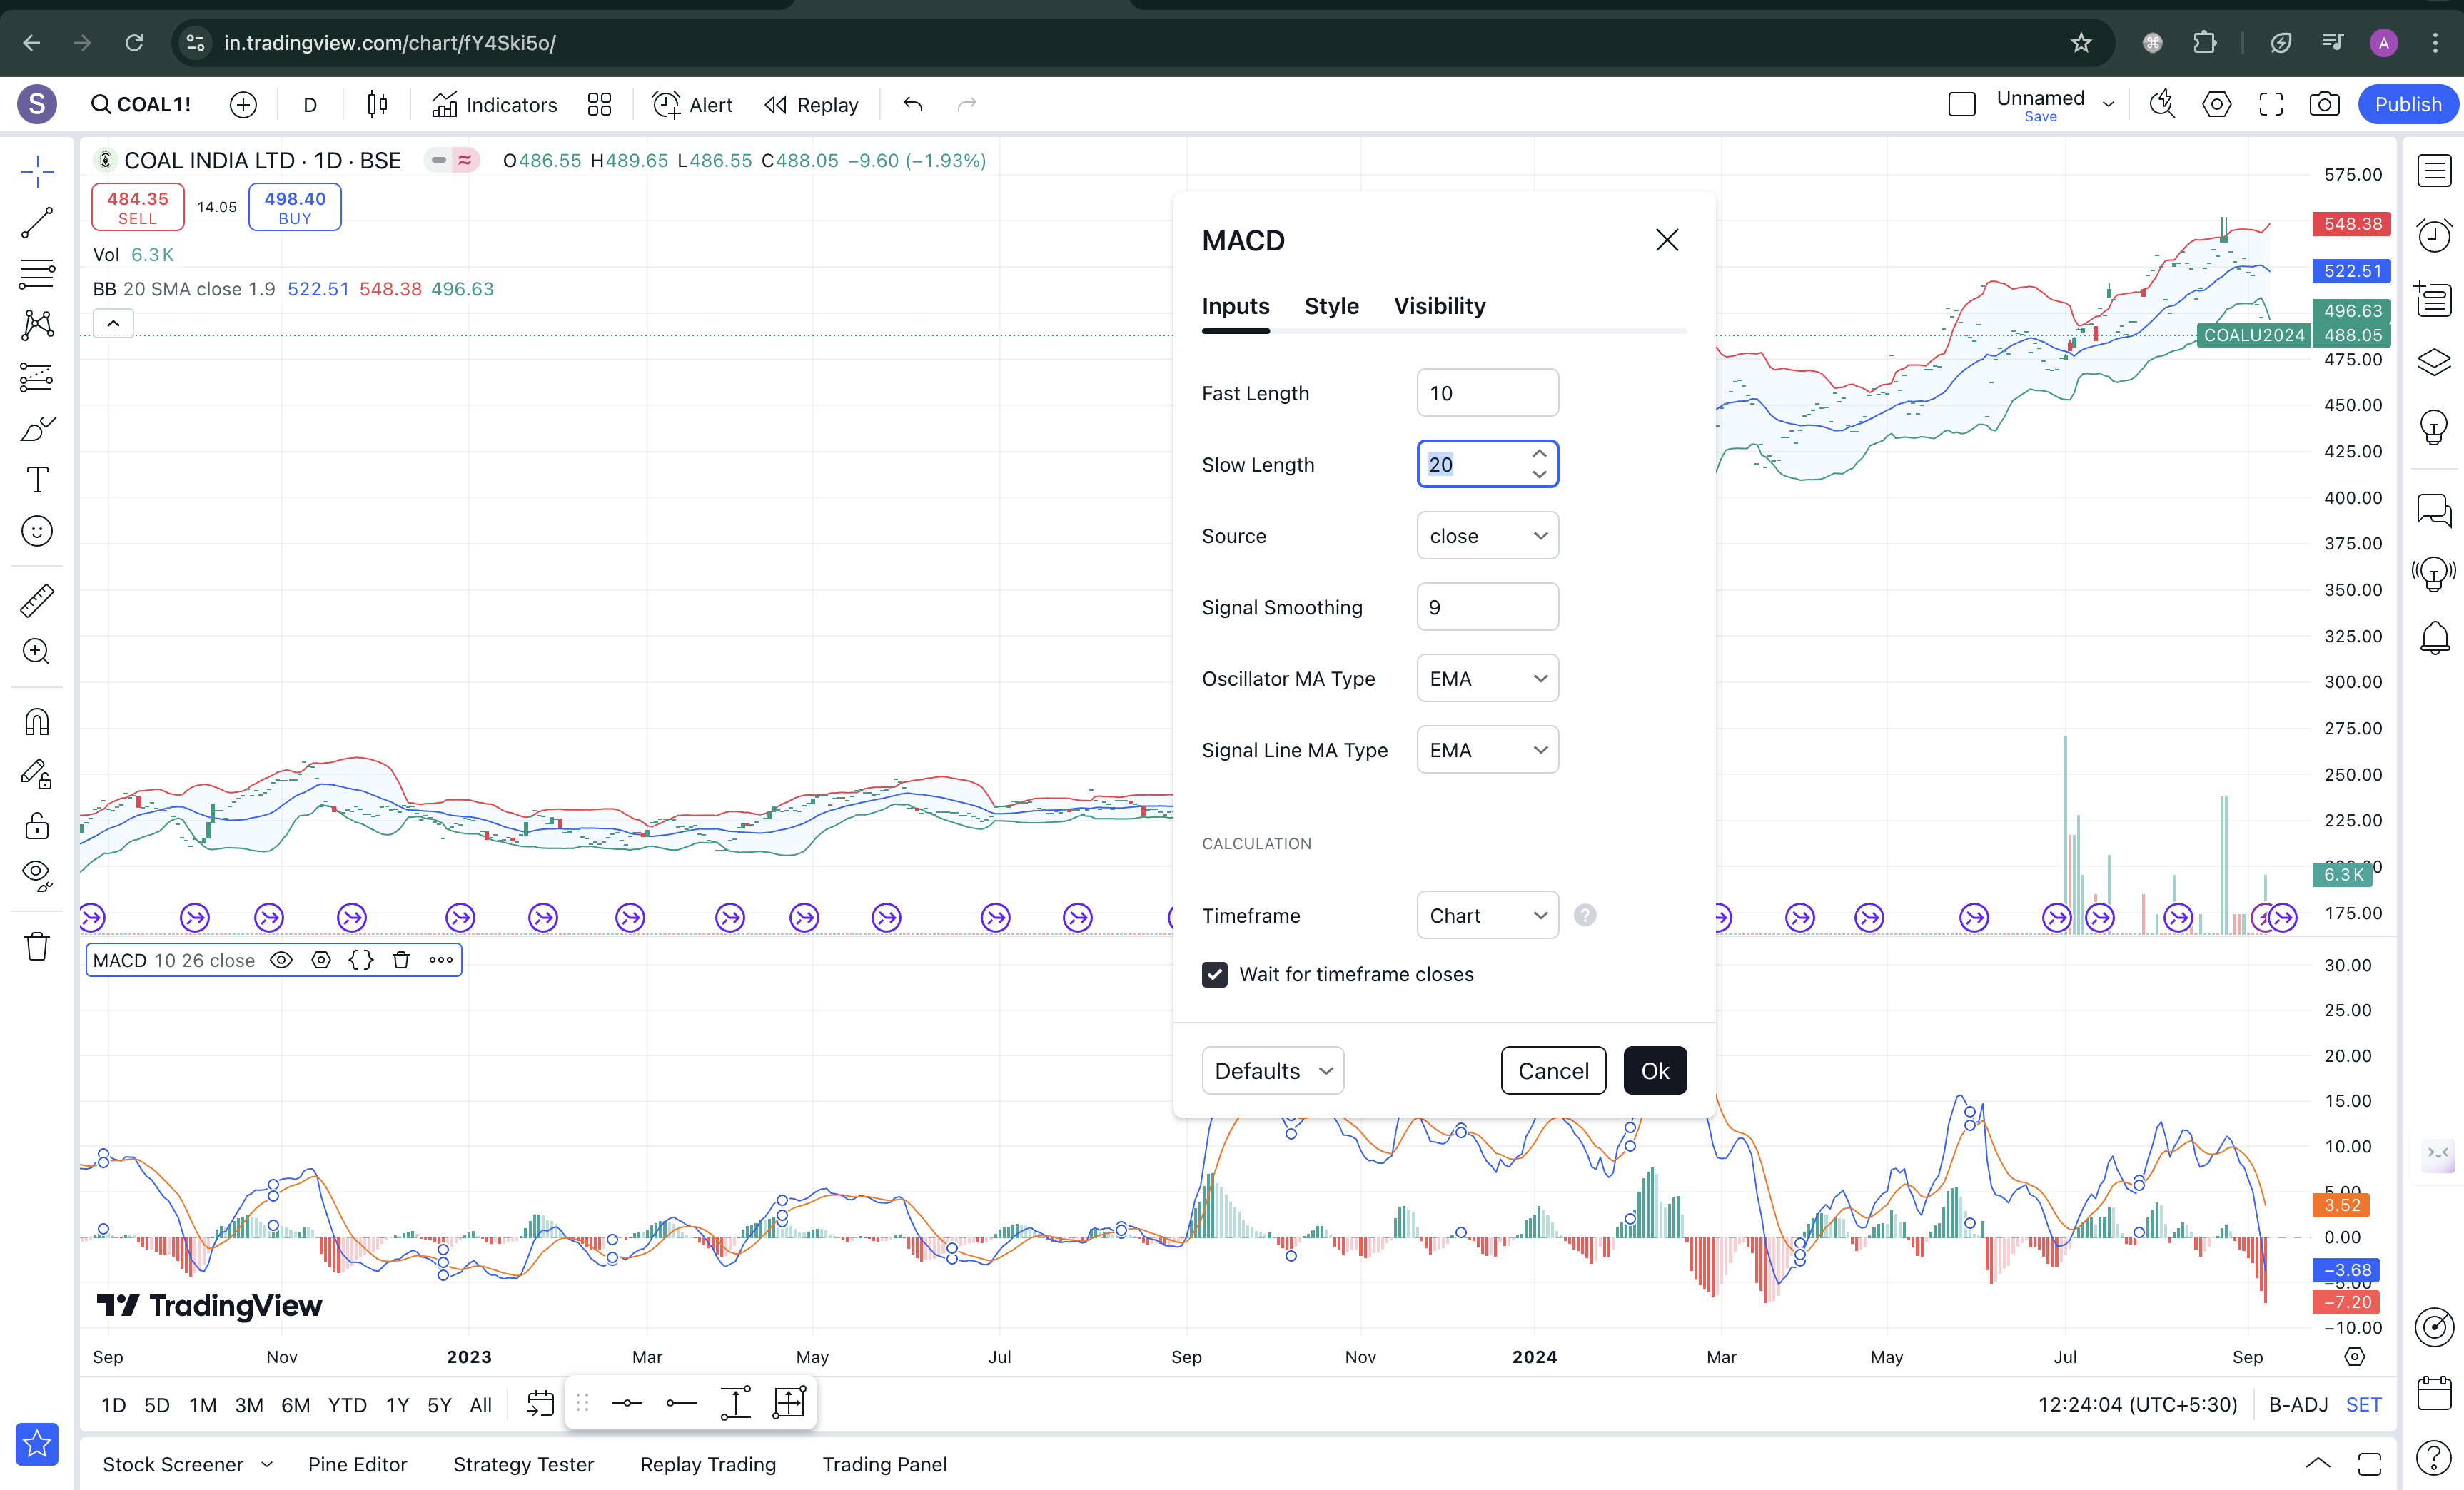 in.tradingview.com/chart/fY4Ski5o/
A
S COAL1! D Indicators Alert Replay Unnamed Save Publish
COAL INDIA LTD · 1D · BSE O486.55 H489.65 L486.55 C488.05 −9.60 (−1.93%)
484.35 SELL 14.05 498.40 BUY
Vol 6.3K
BB 20 SMA close 1.9 522.51 548.38 496.63
575.00
548.38
522.51
496.63
COALU2024 488.05
475.00
450.00
425.00
400.00
375.00
350.00
325.00
300.00
275.00
250.00
225.00
6.3K
175.00
MACD
Inputs Style Visibility
Fast Length 10
Slow Length 20
Source close
Signal Smoothing 9
Oscillator MA Type EMA
Signal Line MA Type EMA
CALCULATION
Timeframe Chart ?
Wait for timeframe closes
Defaults Cancel Ok
MACD 10 26 close
30.00
25.00
20.00
15.00
10.00
5.00
3.52
0.00
−3.68
−5.00
−7.20
−10.00
TradingView
Sep Nov 2023 Mar May Jul Sep Nov 2024 Mar May Jul Sep
1D 5D 1M 3M 6M YTD 1Y 5Y All 12:24:04 (UTC+5:30) B-ADJ SET
Stock Screener Pine Editor Strategy Tester Replay Trading Trading Panel